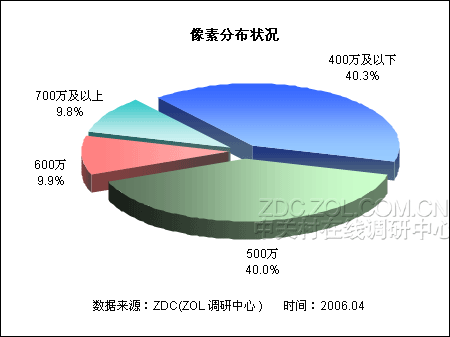 像素分布状况
400万及以下
40.3%
700万及以上
9.8%
600万
9.9%
ZDC.ZOL.COM.CN
中关村在线调研中心
500万
40.0%
数据来源：ZDC(ZOL 调研中心 ) 时间：2006.04